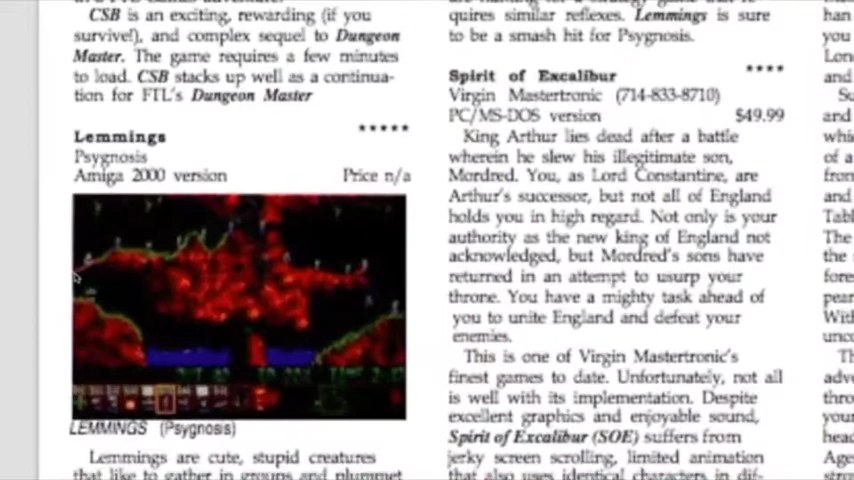 CSB is an exciting, rewarding (if you
survive!), and complex sequel to Dungeon
Master. The game requires a few minutes
to load. CSB stacks up well as a continua-
tion for FTL's Dungeon Master
*****
Lemmings
Psygnosis
Amiga 2000 version Price n/a
LEMMINGS (Psygnosis)
Lemmings are cute, stupid creatures
that like to gather in groups and plummet
quires similar reflexes. Lemmings is sure
to be a smash hit for Psygnosis.
****
Spirit of Excalibur
Virgin Mastertronic (714-833-8710)
PC/MS-DOS version $49.99
King Arthur lies dead after a battle
wherein he slew his illegitimate son,
Mordred. You, as Lord Constantine, are
Arthur's successor, but not all of England
holds you in high regard. Not only is your
authority as the new king of England not
acknowledged, but Mordred's sons have
returned in an attempt to usurp your
throne. You have a mighty task ahead of
you to unite England and defeat your
enemies.
This is one of Virgin Mastertronic's
finest games to date. Unfortunately, not all
is well with its implementation. Despite
excellent graphics and enjoyable sound,
Spirit of Excalibur (SOE) suffers from
jerky screen scrolling, limited animation
that also uses identical characters in dif-